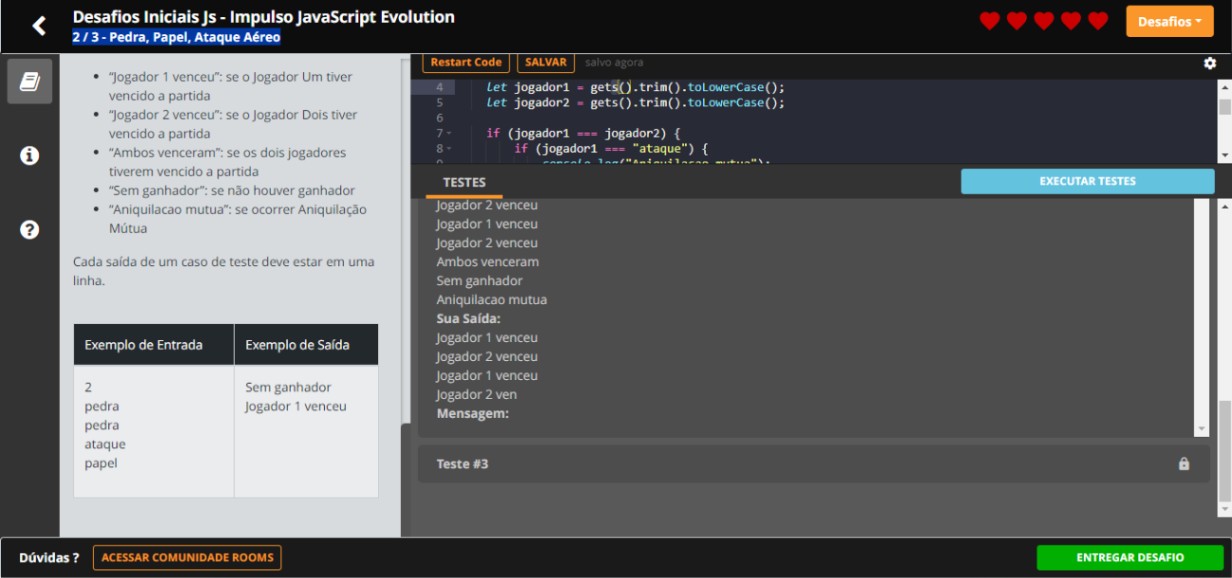 Desafios Iniciais Js - Impulso JavaScript Evolution
2 / 3 - Pedra, Papel, Ataque Aéreo
Desafios
“Jogador 1 venceu”: se o Jogador Um tiver
vencido a partida
“Jogador 2 venceu”: se o Jogador Dois tiver
vencido a partida
“Ambos venceram”: se os dois jogadores
tiverem vencido a partida
“Sem ganhador”: se não houver ganhador
“Aniquilacao mutua”: se ocorrer Aniquilação
Mútua
Cada saída de um caso de teste deve estar em uma
linha.
Exemplo de Entrada
Exemplo de Saída
2
pedra
pedra
ataque
papel
Sem ganhador
Jogador 1 venceu
Restart Code
SALVAR
salvo agora
4 let jogador1 = gets().trim().toLowerCase();
5 let jogador2 = gets().trim().toLowerCase();
6
7 if (jogador1 === jogador2) {
8 if (jogador1 === "ataque") {
console.log("Aniquilacao mutua");
TESTES
EXECUTAR TESTES
Jogador 2 venceu
Jogador 1 venceu
Jogador 2 venceu
Ambos venceram
Sem ganhador
Aniquilacao mutua
Sua Saída:
Jogador 1 venceu
Jogador 2 venceu
Jogador 1 venceu
Jogador 2 ven
Mensagem:
Teste #3
Dúvidas ?
ACESSAR COMUNIDADE ROOMS
ENTREGAR DESAFIO